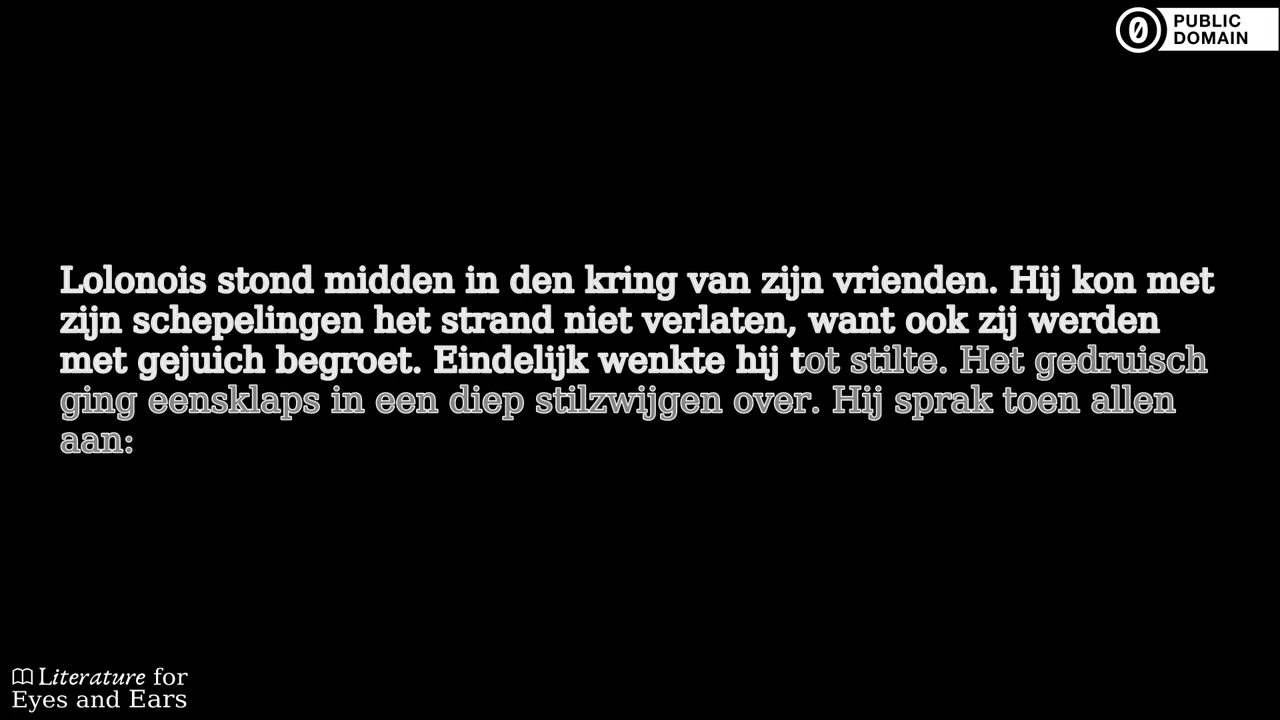 PUBLIC
DOMAIN
Lolonois stond midden in den kring van zijn vrienden. Hij kon met
zijn schepelingen het strand niet verlaten, want ook zij werden
met gejuich begroet. Eindelijk wenkte hij tot stilte. Het gedruisch
ging eensklaps in een diep stilzwijgen over. Hij sprak toen allen
aan:
Literature for
Eyes and Ears